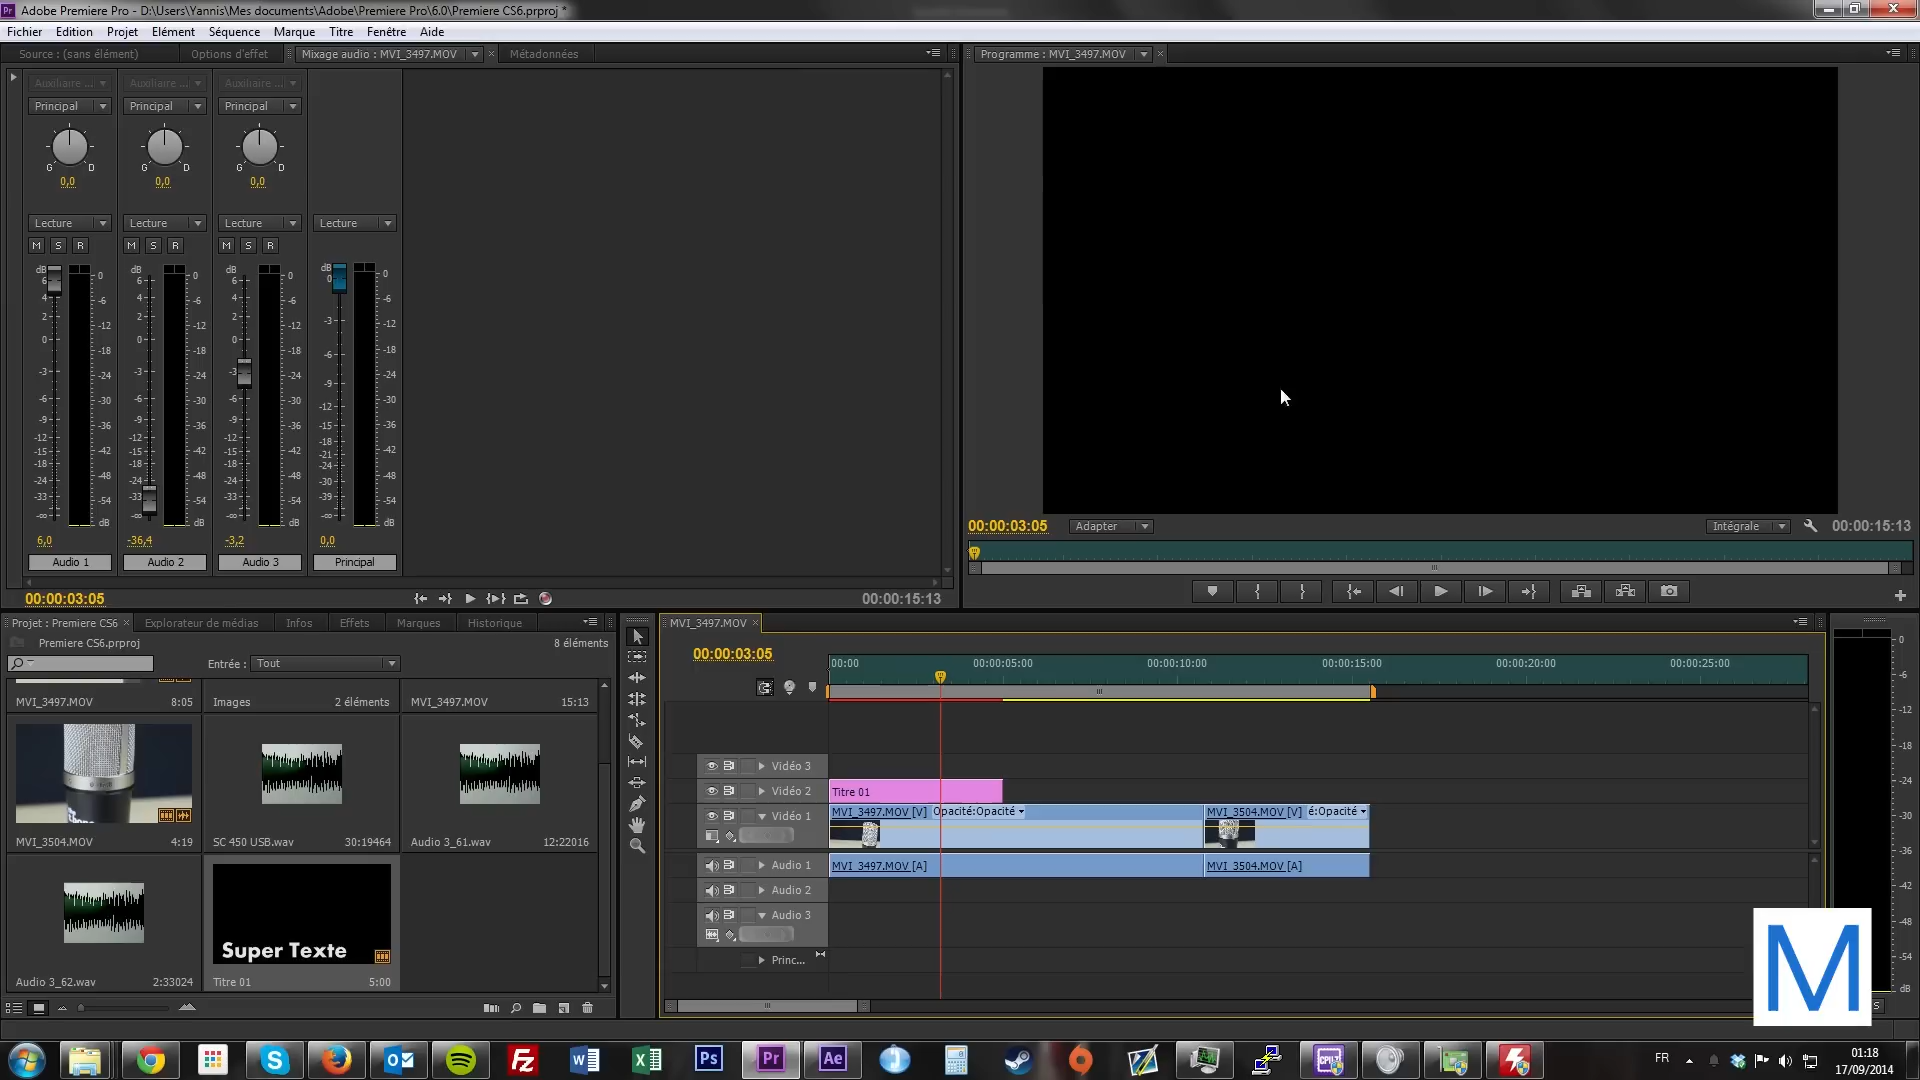 Adobe Premiere Pro - D:\Users\Yannis\Mes documents\Adobe\Premiere Pro\6.0\Premiere CS6.prproj *
Fichier Edition Projet Elément Séquence Marque Titre Fenêtre Aide
Source : (sans élément) Options d'effet Mixage audio : MVI_3497.MOV Métadonnées
Programme : MVI_3497.MOV
Auxiliaire ... Auxiliaire ... Auxiliaire ...
Principal Principal Principal
G D G D G D
0,0 0,0 0,0
Lecture Lecture Lecture Lecture
M S R M S R M S R
6,0 -36,4 -3,2 0,0
Audio 1 Audio 2 Audio 3 Principal
00:00:03:05 00:00:15:13
00:00:03:05 Adapter Intégrale 00:00:15:13
Projet : Premiere CS6 Explorateur de médias Infos Effets Marques Historique
Premiere CS6.prproj 8 éléments
Entrée : Tout
MVI_3497.MOV 8:05 Images 2 éléments MVI_3497.MOV 15:13
MVI_3504.MOV 4:19 SC 450 USB.wav 30:19464 Audio 3_61.wav 12:22016
Super Texte
Audio 3_62.wav 2:33024 Titre 01 5:00
MVI_3497.MOV
00:00:03:05
00:00 00:00:05:00 00:00:10:00 00:00:15:00 00:00:20:00 00:00:25:00
Vidéo 3
Vidéo 2 Titre 01
Vidéo 1 MVI_3497.MOV [V] Opacité:Opacité MVI_3504.MOV [V] é:Opacité
Audio 1 MVI_3497.MOV [A] MVI_3504.MOV [A]
Audio 2
Audio 3
Princ...
M
FR
01:18
17/09/2014